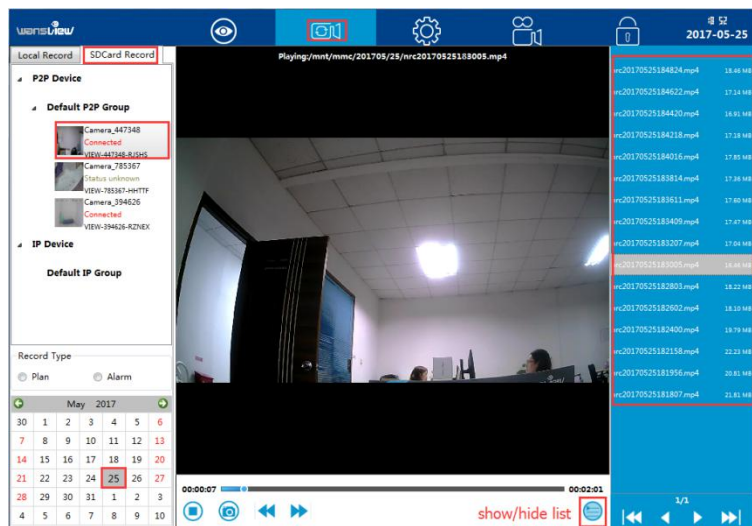 wansview
2017-05-25
Local Record SDCard Record
Playing:/mnt/mmc/201705/25/nrc20170525183005.mp4
P2P Device
Default P2P Group
Camera_447348
Connected
VIEW-447348-RJSHS
Camera_785367
Status unknown
VIEW-785367-HHTTF
Camera_394626
Connected
VIEW-394626-RZNEX
IP Device
Default IP Group
Record Type
Plan Alarm
May 2017
30 1 2 3 4 5 6
7 8 9 10 11 12 13
14 15 16 17 18 19 20
21 22 23 24 25 26 27
28 29 30 31 1 2 3
4 5 6 7 8 9 10
00:00:07 00:02:01
show/hide list
nrc20170525184824.mp4 18.46 MB
nrc20170525184622.mp4 17.14 MB
nrc20170525184420.mp4 16.91 MB
nrc20170525184218.mp4 17.18 MB
nrc20170525184016.mp4 17.85 MB
nrc20170525183814.mp4 17.36 MB
nrc20170525183611.mp4 17.60 MB
nrc20170525183409.mp4 17.47 MB
nrc20170525183207.mp4 17.04 MB
nrc20170525183005.mp4
nrc20170525182803.mp4 18.22 MB
nrc20170525182602.mp4 18.10 MB
nrc20170525182400.mp4 19.79 MB
nrc20170525182158.mp4 22.23 MB
nrc20170525181956.mp4 20.81 MB
nrc20170525181807.mp4 21.81 MB
1/1